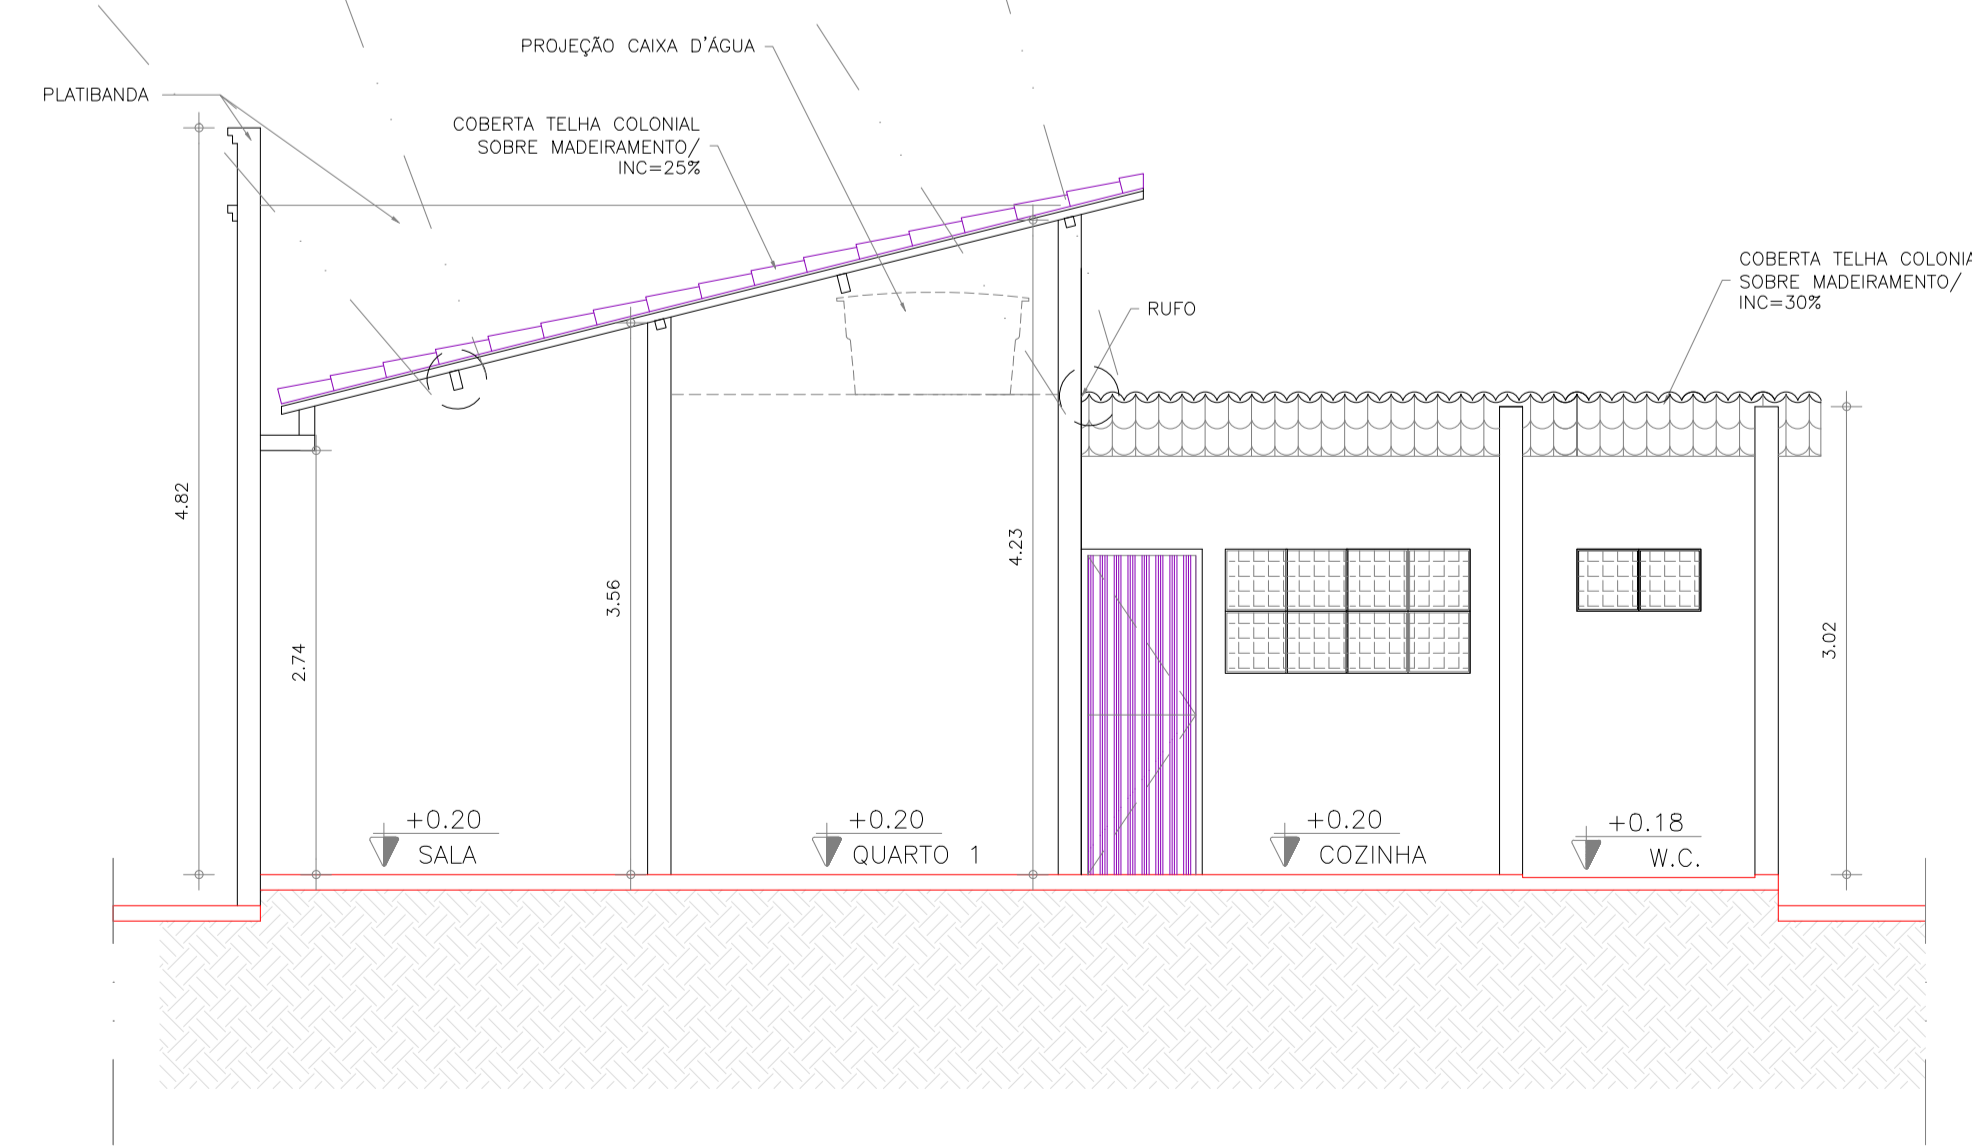 PROJEÇÃO CAIXA D'ÁGUA
PLATIBANDA
COBERTA TELHA COLONIAL
SOBRE MADEIRAMENTO/
INC=25%
COBERTA TELHA COLONIA
SOBRE MADEIRAMENTO/
INC=30%
RUFO
4.82
2.74
3.56
4.23
3.02
+0.20
SALA
+0.20
QUARTO 1
+0.20
COZINHA
+0.18
W.C.